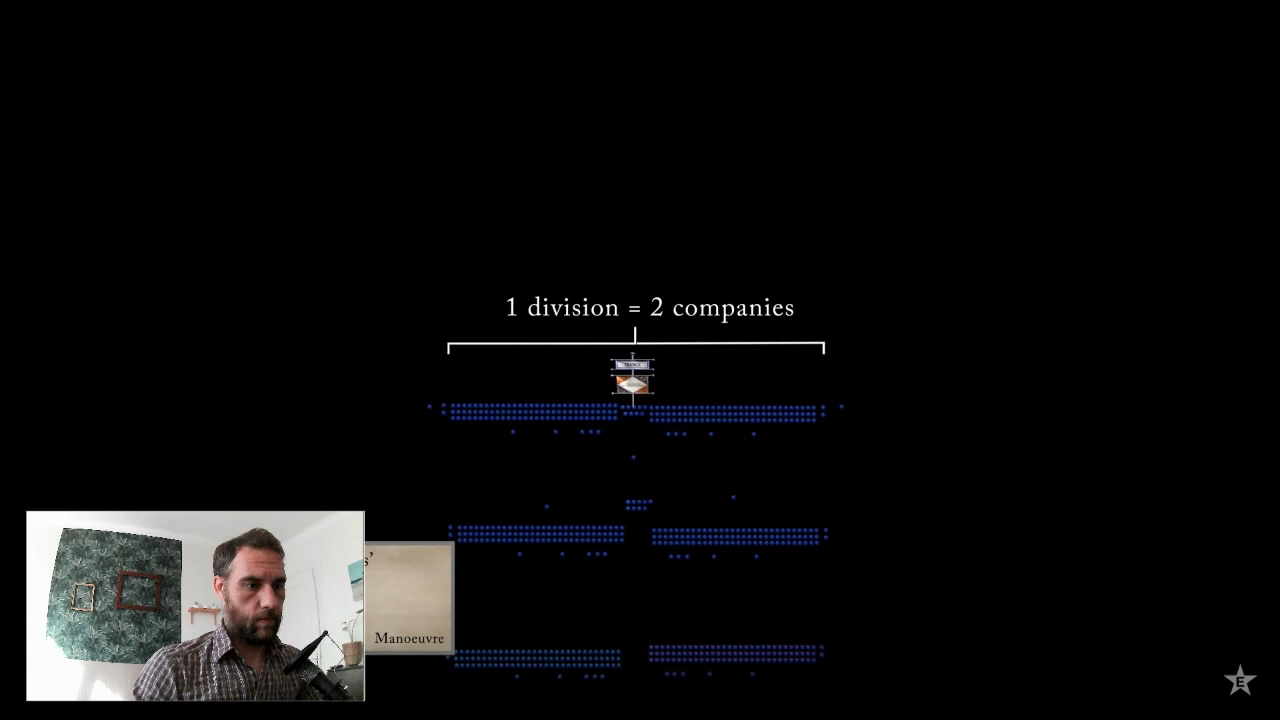 1 division = 2 companies
s'
Manoeuvre
E